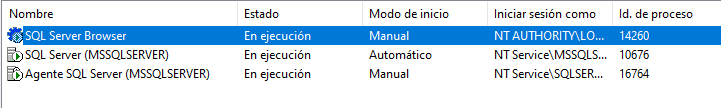 Nombre Estado Modo de inicio Iniciar sesión como Id. de proceso
SQL Server Browser En ejecución Manual NT AUTHORITY\LO... 14260
SQL Server (MSSQLSERVER) En ejecución Automático NT Service\MSSQLS... 10676
Agente SQL Server (MSSQLSERVER) En ejecución Manual NT Service\SQLSER... 16764